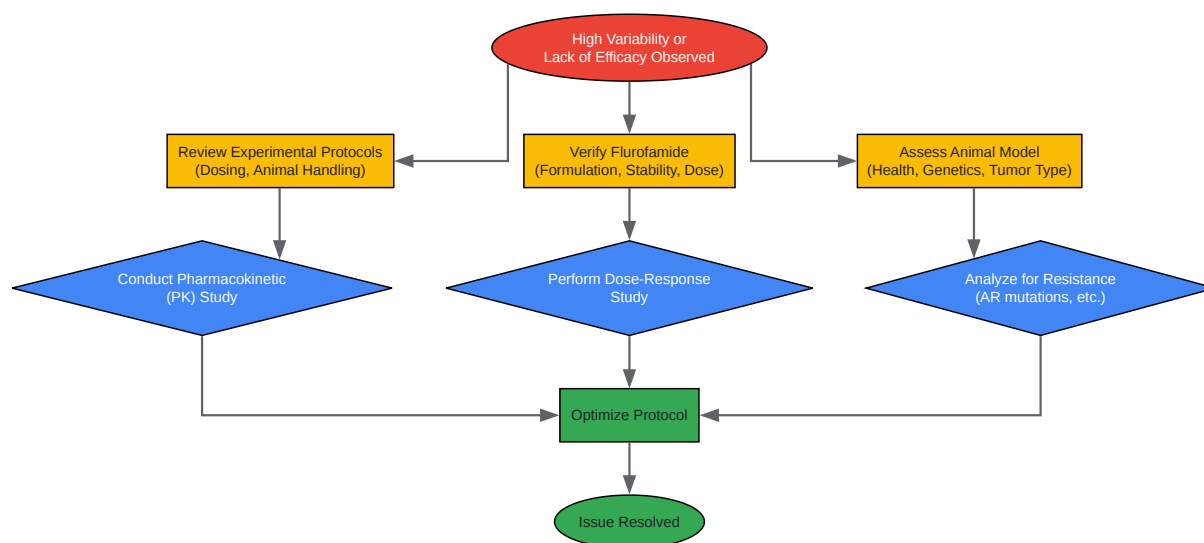 High Variability or
Lack of Efficacy Observed
Review Experimental Protocols
(Dosing, Animal Handling)
Verify Flurofamide
(Formulation, Stability, Dose)
Assess Animal Model
(Health, Genetics, Tumor Type)
Conduct Pharmacokinetic
(PK) Study
Perform Dose-Response
Study
Analyze for Resistance
(AR mutations, etc.)
Optimize Protocol
Issue Resolved